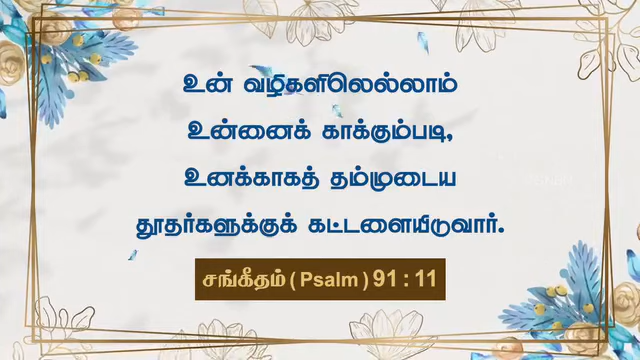 உன் வழிகளிலெல்லாம்
உன்னைக் காக்கும்படி,
உனக்காகத் தம்முடைய
தூதர்களுக்குக் கட்டளையிடுவார்.
சங்கீதம் ( Psalm ) 91 : 11